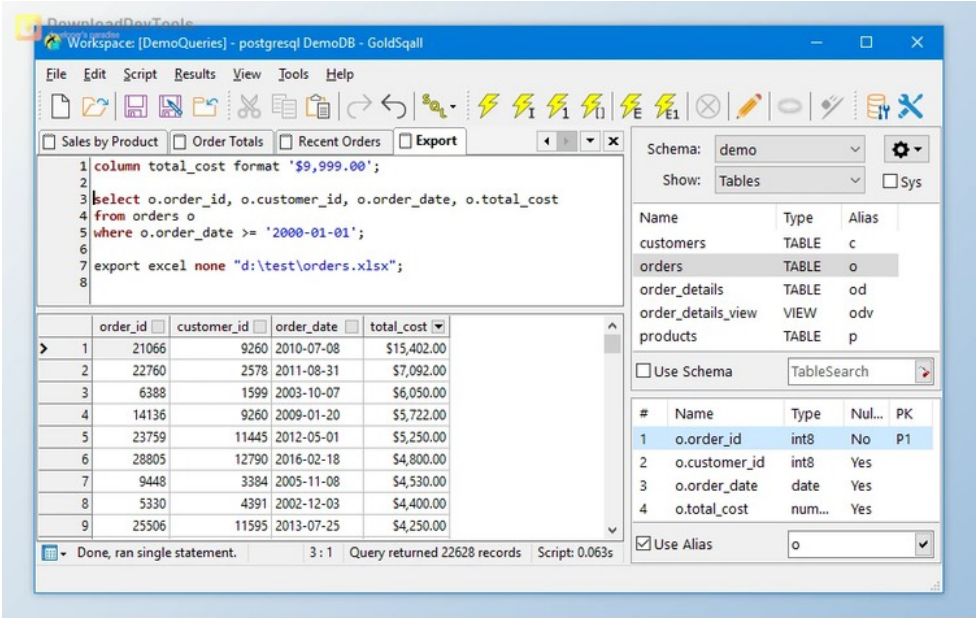 DownloadDevTools
developer's paradise
Workspace: [DemoQueries] - postgresql DemoDB - GoldSqall
File Edit Script Results View Tools Help
SQL I 1 E E1
Sales by Product Order Totals Recent Orders Export
Schema: demo
Show: Tables Sys
1 column total_cost format '$9,999.00';
2
3 select o.order_id, o.customer_id, o.order_date, o.total_cost
4 from orders o
5 where o.order_date >= '2000-01-01';
6
7 export excel none "d:\test\orders.xlsx";
8
Name Type Alias
customers TABLE c
orders TABLE o
order_details TABLE od
order_details_view VIEW odv
products TABLE p
Use Schema TableSearch
order_id customer_id order_date total_cost
1 21066 9260 2010-07-08 $15,402.00
2 22760 2578 2011-08-31 $7,092.00
3 6388 1599 2003-10-07 $6,050.00
4 14136 9260 2009-01-20 $5,722.00
5 23759 11445 2012-05-01 $5,250.00
6 28805 12790 2016-02-18 $4,800.00
7 9448 3384 2005-11-08 $4,530.00
8 5330 4391 2002-12-03 $4,400.00
9 25506 11595 2013-07-25 $4,250.00
# Name Type Nul... PK
1 o.order_id int8 No P1
2 o.customer_id int8 Yes
3 o.order_date date Yes
4 o.total_cost num... Yes
Use Alias o
Done, ran single statement. 3 : 1 Query returned 22628 records Script: 0.063s